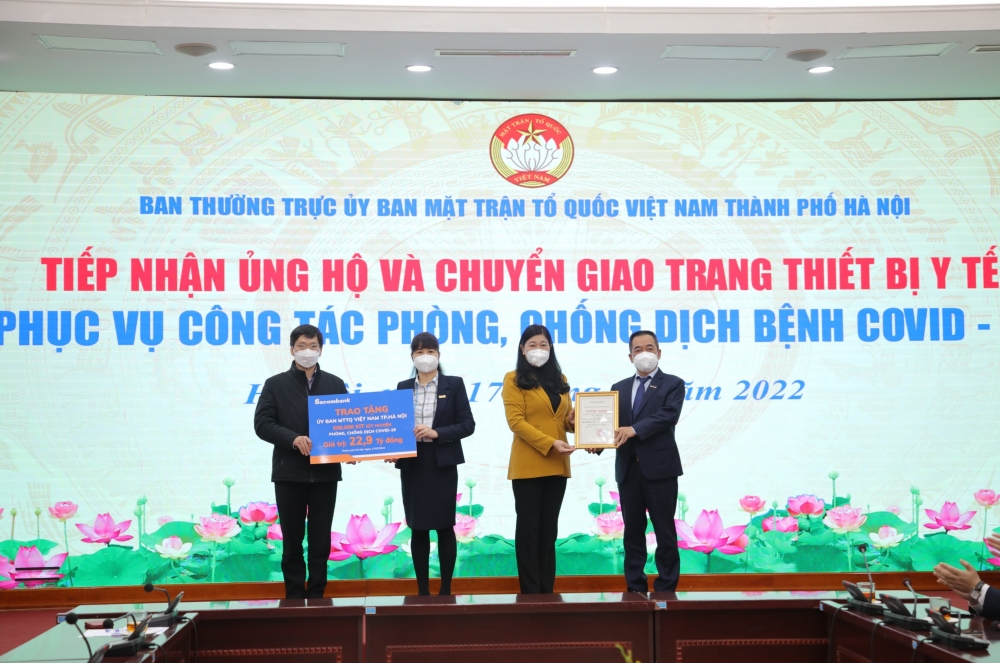 MẶT TRẬN TỔ QUỐC
VIỆT NAM
BAN THƯỜNG TRỰC ỦY BAN MẶT TRẬN TỔ QUỐC VIỆT NAM THÀNH PHỐ HÀ NỘI
TIẾP NHẬN ỦNG HỘ VÀ CHUYỂN GIAO TRANG THIẾT BỊ Y TẾ
PHỤC VỤ CÔNG TÁC PHÒNG, CHỐNG DỊCH BỆNH COVID -
17 năm 2022
Sacombank
TRAO TẶNG
ỦY BAN MTTQ VIỆT NAM TP.HÀ NỘI
KIT XÉT NGHIỆM
PHÒNG, CHỐNG DỊCH COVID-19
Giá trị: 22,9 Tỷ đồng